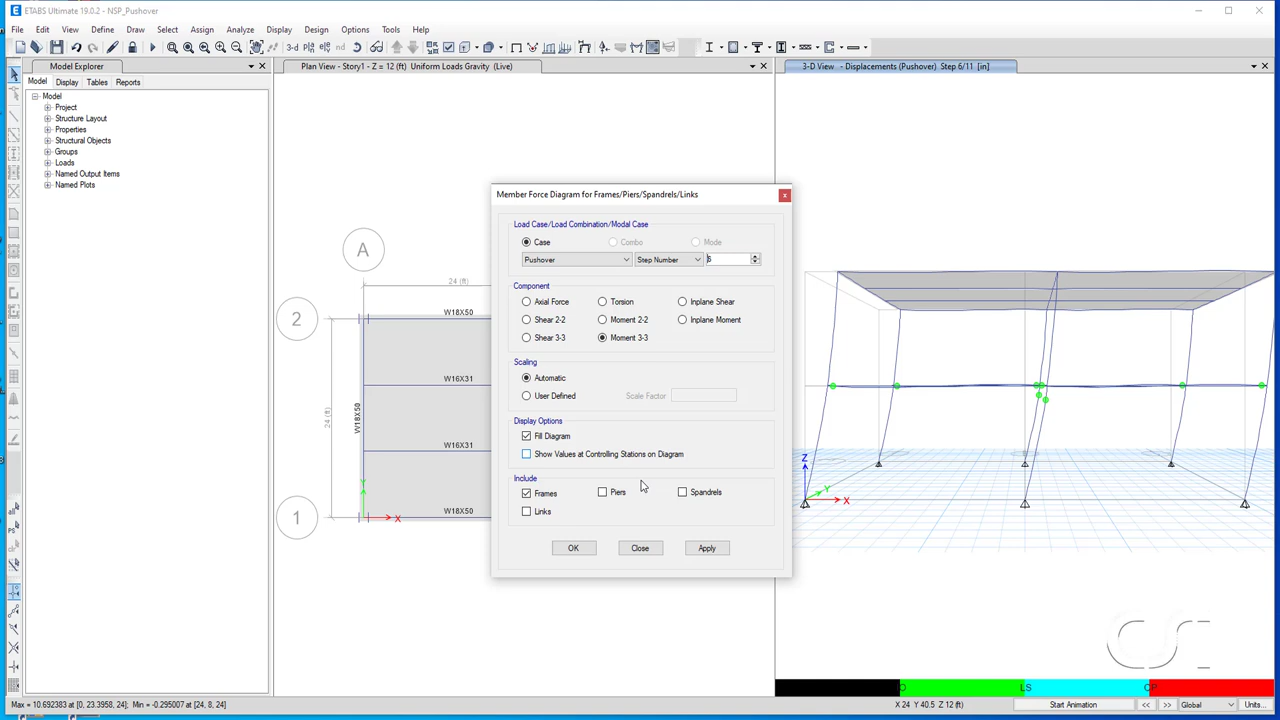 ETABS Ultimate 19.0.2 - NSP_Pushover
File Edit View Define Draw Select Assign Analyze Display Design Options Tools Help
3-d
Model Explorer
Plan View - Story1 - Z = 12 (ft) Uniform Loads Gravity (Live)
3-D View - Displacements (Pushover) Step 6/11 [in]
Model Display Tables Reports
Model
Project
Structure Layout
Properties
Structural Objects
Groups
Loads
Named Output Items
Named Plots
A
24 (ft)
2
W18X50
W16X31
24 (ft)
W18X50
W16X31
Y
1
W18X50
X
Member Force Diagram for Frames/Piers/Spandrels/Links
Load Case/Load Combination/Modal Case
Case Combo Mode
Pushover Step Number 6
Component
Axial Force Torsion Inplane Shear
Shear 2-2 Moment 2-2 Inplane Moment
Shear 3-3 Moment 3-3
Scaling
Automatic
User Defined Scale Factor
Display Options
Fill Diagram
Show Values at Controlling Stations on Diagram
Include
Frames Piers Spandrels
Links
OK Close Apply
Z
Y
X
CSI
LS
CP
Max = 10.692383 at [0, 23.3958, 24]; Min = -0.295007 at [24, 8, 24]
X 24 Y 40.5 Z 12 (ft)
Start Animation << >> Global Units...